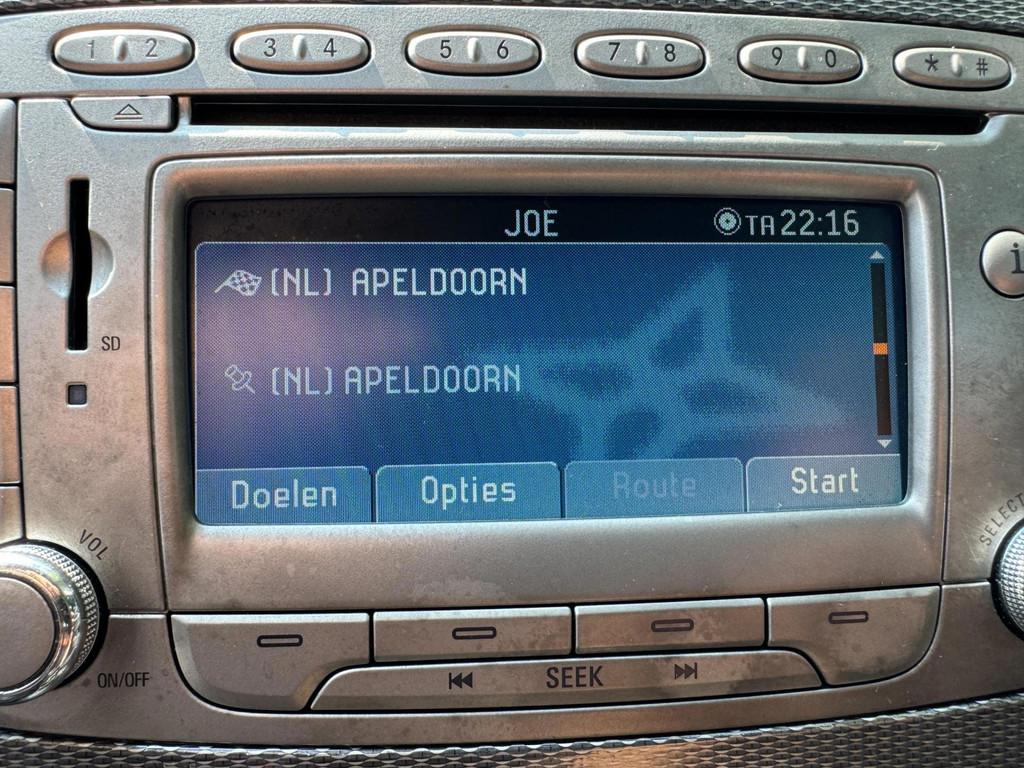 1 2 3 4 5 6 7 8 9 0 * #
JOE TA 22:16
(NL) APELDOORN
i
SD
(NL) APELDOORN
Doelen Opties Route Start
VOL
SELECT
ON/OFF
SEEK